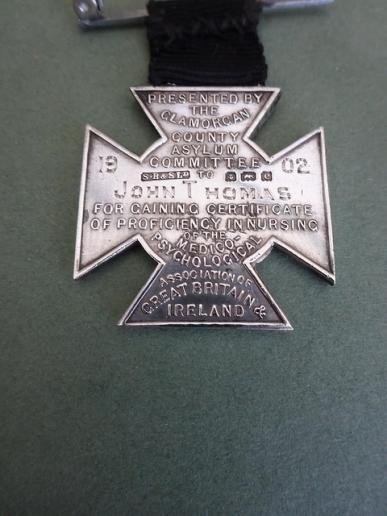 PRESENTED BY
THE
GLAMORGAN
COUNTY
ASYLUM
COMMITTEE
19 02
TO
JOHN THOMAS
FOR GAINING CERTIFICATE
OF PROFICIENCY IN NURSING
OF THE
MEDICO-
PSYCHOLOGICAL
ASSOCIATION OF
GREAT BRITAIN &
IRELAND